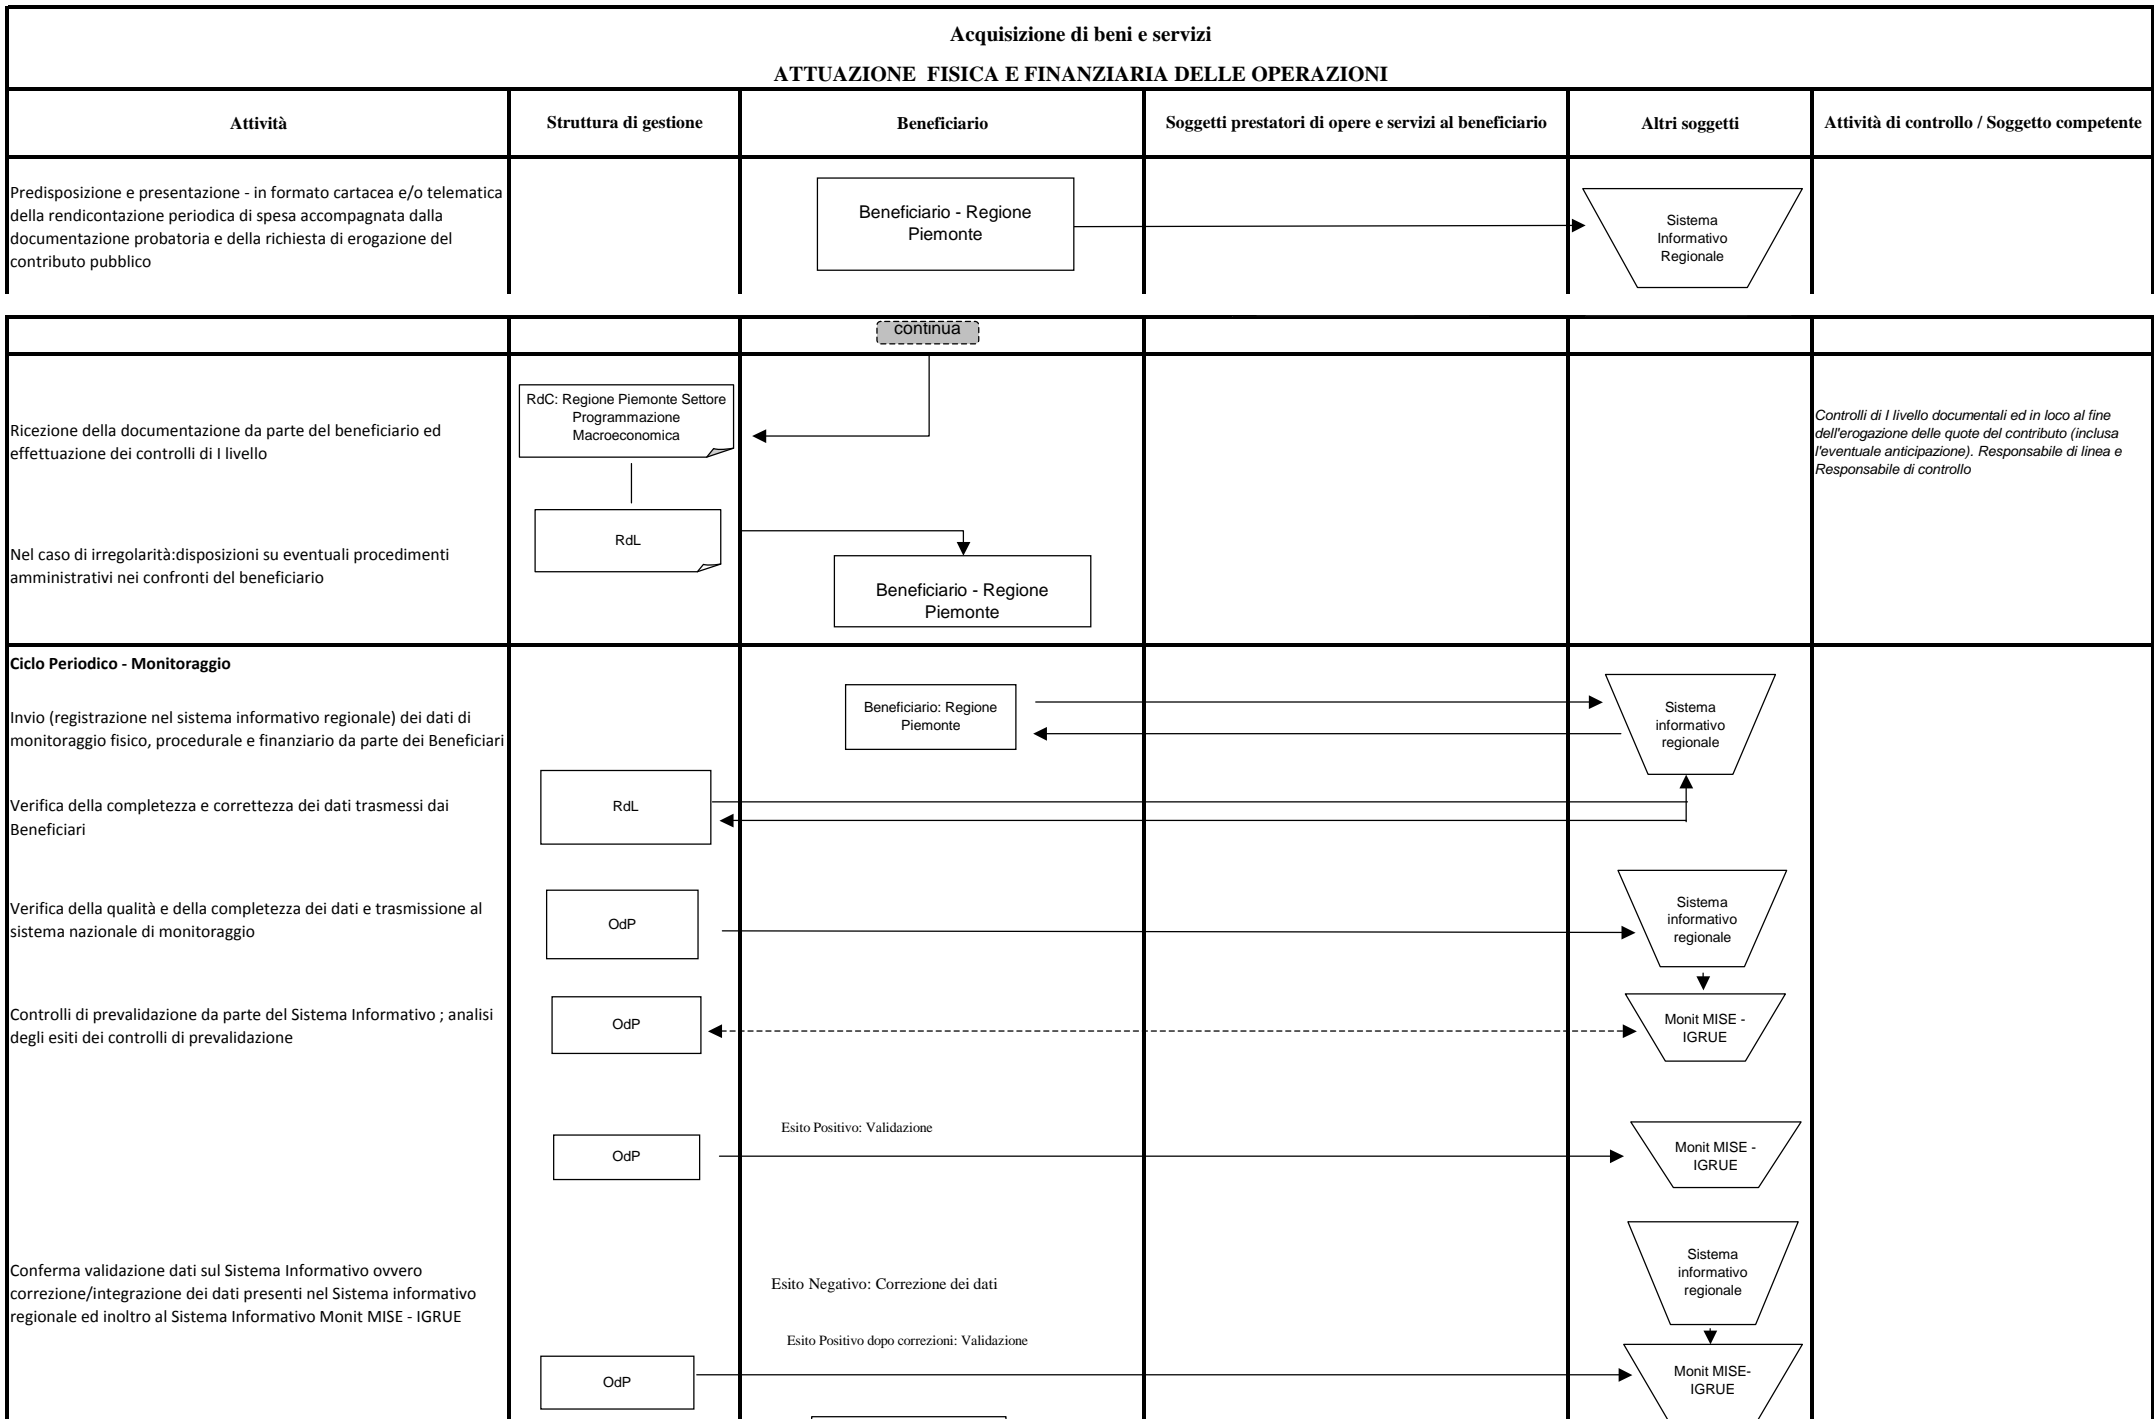 Acquisizione di beni e servizi
ATTUAZIONE FISICA E FINANZIARIA DELLE OPERAZIONI
Attività
Struttura di gestione
Beneficiario
Soggetti prestatori di opere e servizi al beneficiario
Altri soggetti
Attività di controllo / Soggetto competente
Predisposizione e presentazione - in formato cartacea e/o telematica
della rendicontazione periodica di spesa accompagnata dalla
documentazione probatoria e della richiesta di erogazione del
contributo pubblico
Beneficiario - Regione
Piemonte
Sistema
Informativo
Regionale
continua
Ricezione della documentazione da parte del beneficiario ed
effettuazione dei controlli di I livello
RdC: Regione Piemonte Settore
Programmazione
Macroeconomica
Controlli di I livello documentali ed in loco al fine
dell'erogazione delle quote del contributo (inclusa
l'eventuale anticipazione). Responsabile di linea e
Responsabile di controllo
Nel caso di irregolarità:disposizioni su eventuali procedimenti
amministrativi nei confronti del beneficiario
RdL
Beneficiario - Regione
Piemonte
Ciclo Periodico - Monitoraggio
Invio (registrazione nel sistema informativo regionale) dei dati di
monitoraggio fisico, procedurale e finanziario da parte dei Beneficiari
Beneficiario: Regione
Piemonte
Sistema
informativo
regionale
Verifica della completezza e correttezza dei dati trasmessi dai
Beneficiari
RdL
Verifica della qualità e della completezza dei dati e trasmissione al
sistema nazionale di monitoraggio
OdP
Sistema
informativo
regionale
Controlli di prevalidazione da parte del Sistema Informativo ; analisi
degli esiti dei controlli di prevalidazione
OdP
Monit MISE -
IGRUE
Esito Positivo: Validazione
OdP
Monit MISE -
IGRUE
Conferma validazione dati sul Sistema Informativo ovvero
correzione/integrazione dei dati presenti nel Sistema informativo
regionale ed inoltro al Sistema Informativo Monit MISE - IGRUE
Esito Negativo: Correzione dei dati
Sistema
informativo
regionale
Esito Positivo dopo correzioni: Validazione
OdP
Monit MISE-
IGRUE